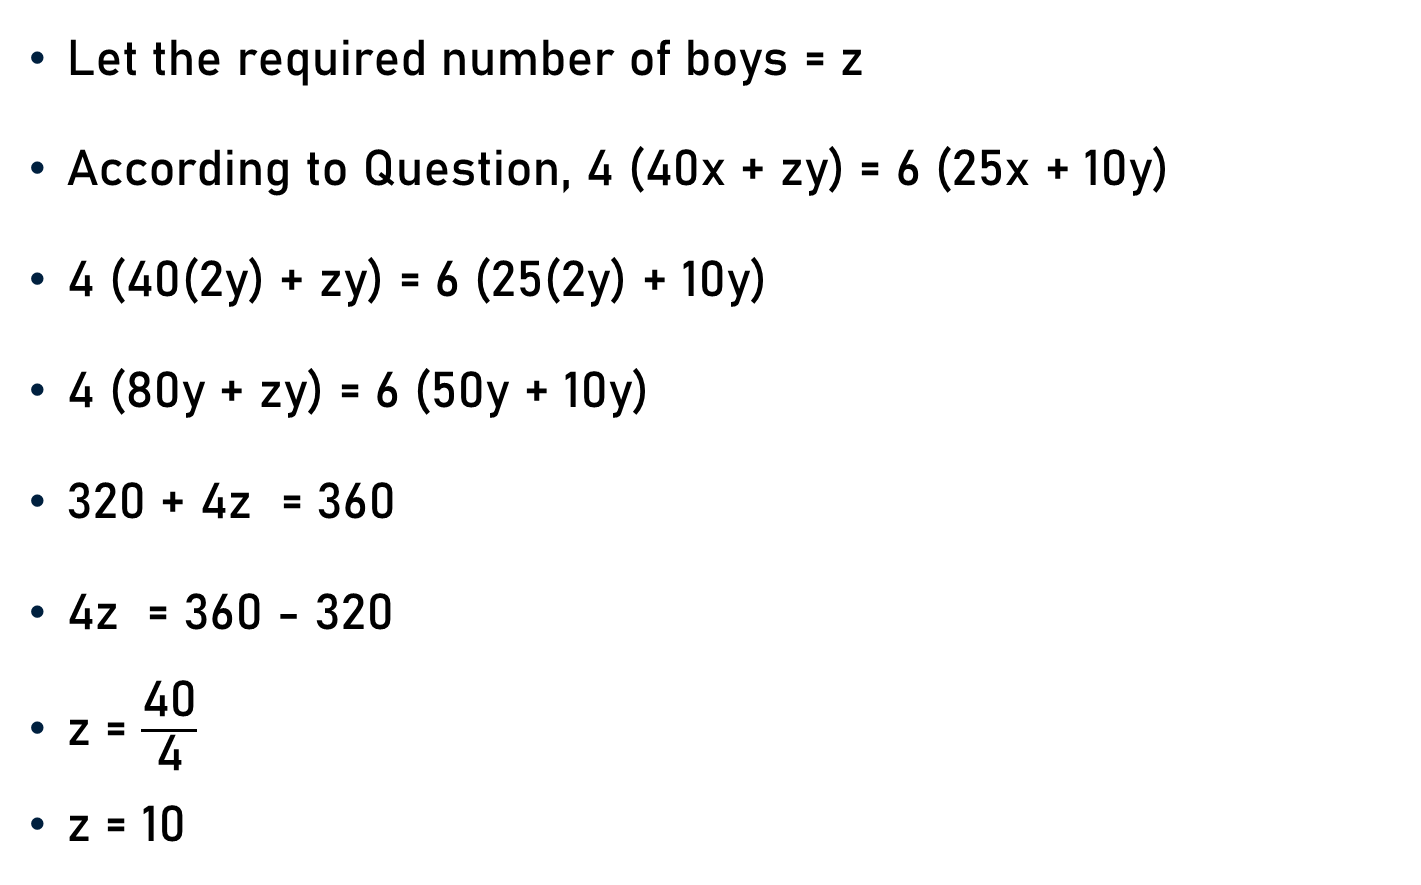 • Let the required number of boys = z
• According to Question, 4 (40x + zy) = 6 (25x + 10y)
• 4 (40(2y) + zy) = 6 (25(2y) + 10y)
• 4 (80y + zy) = 6 (50y + 10y)
• 320 + 4z = 360
• 4z = 360 - 320
• z = 40/4
• z = 10